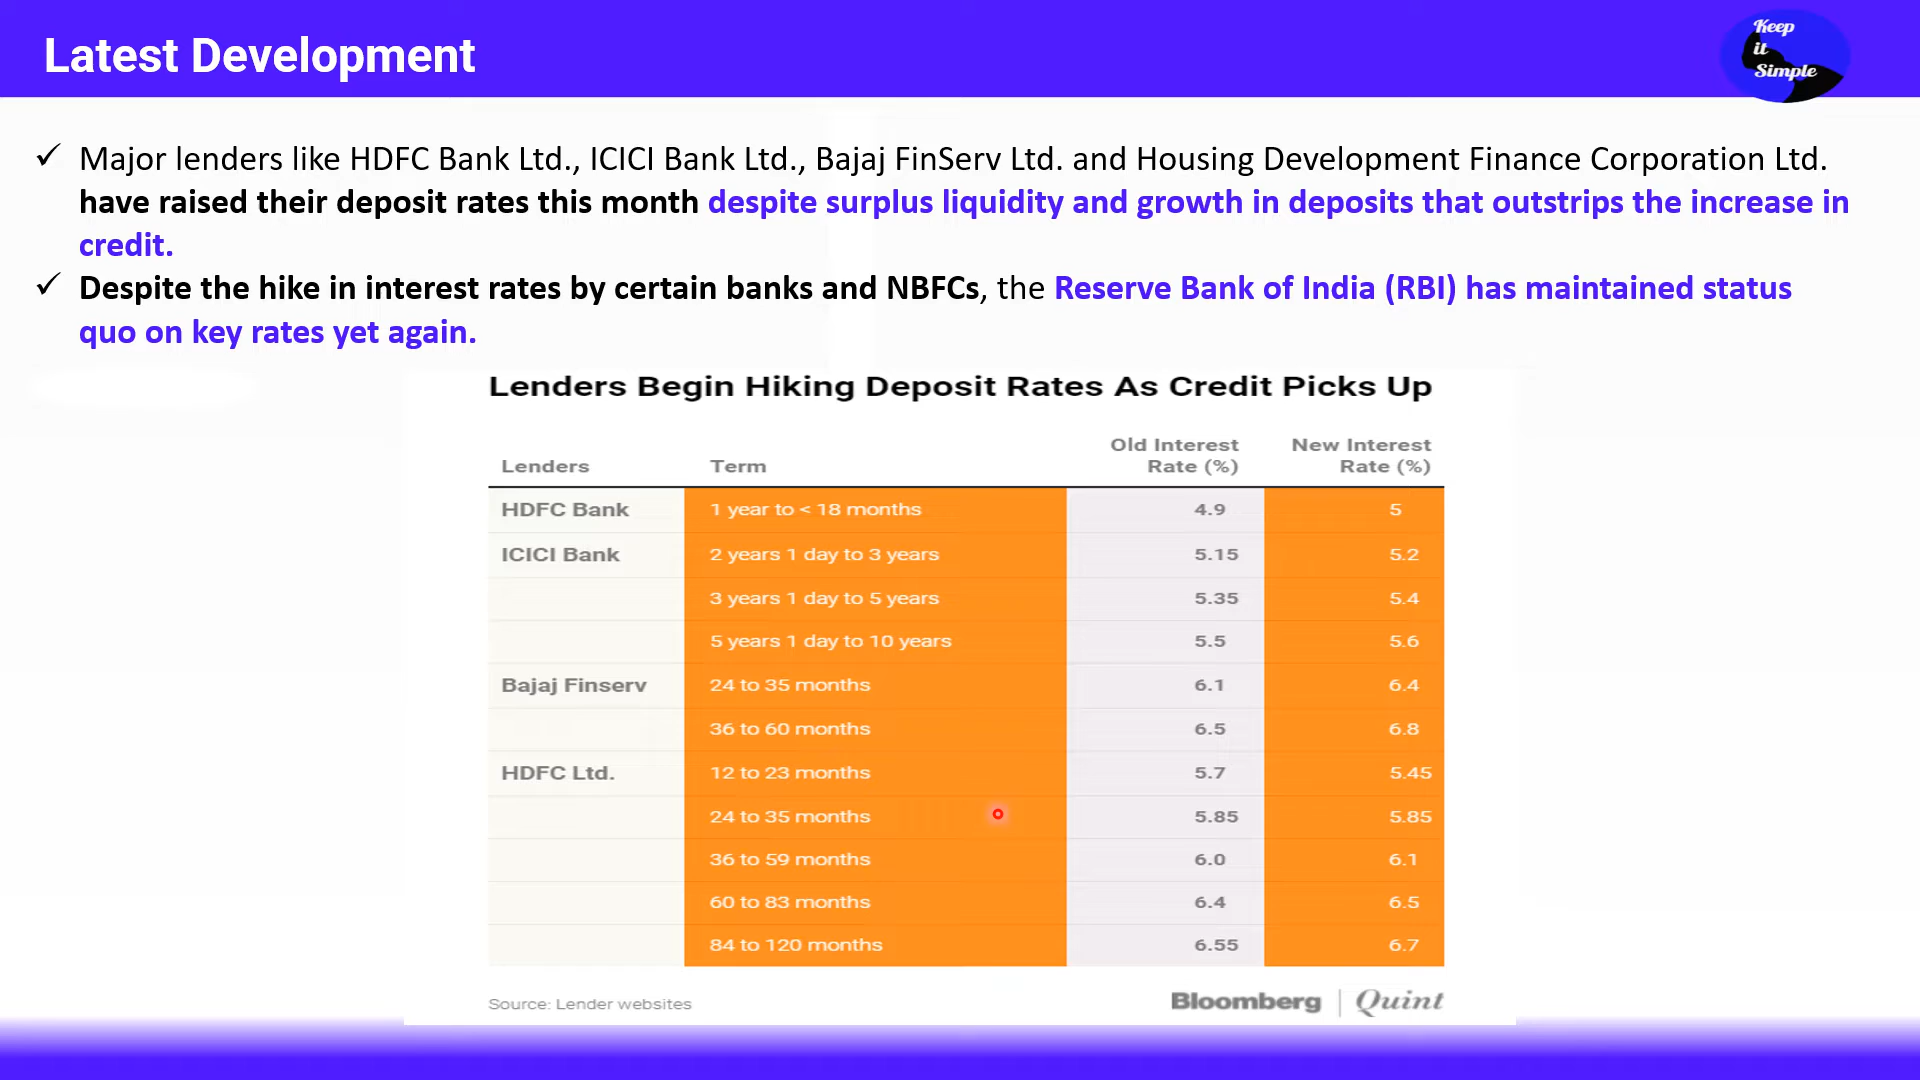 Latest Development
Keep
it
Simple
✓ Major lenders like HDFC Bank Ltd., ICICI Bank Ltd., Bajaj FinServ Ltd. and Housing Development Finance Corporation Ltd.
have raised their deposit rates this month despite surplus liquidity and growth in deposits that outstrips the increase in
credit.
✓ Despite the hike in interest rates by certain banks and NBFCs, the Reserve Bank of India (RBI) has maintained status
quo on key rates yet again.
Lenders Begin Hiking Deposit Rates As Credit Picks Up
Lenders Term Old Interest Rate (%) New Interest Rate (%)
HDFC Bank 1 year to < 18 months 4.9 5
ICICI Bank 2 years 1 day to 3 years 5.15 5.2
3 years 1 day to 5 years 5.35 5.4
5 years 1 day to 10 years 5.5 5.6
Bajaj Finserv 24 to 35 months 6.1 6.4
36 to 60 months 6.5 6.8
HDFC Ltd. 12 to 23 months 5.7 5.45
24 to 35 months 5.85 5.85
36 to 59 months 6.0 6.1
60 to 83 months 6.4 6.5
84 to 120 months 6.55 6.7
Source: Lender websites
Bloomberg | Quint